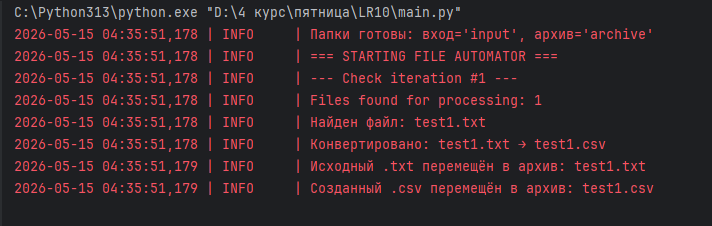 C:\Python313\python.exe "D:\4 курс\пятница\LR10\main.py"
2026-05-15 04:35:51,178 | INFO     | Папки готовы: вход='input', архив='archive'
2026-05-15 04:35:51,178 | INFO     | === STARTING FILE AUTOMATOR ===
2026-05-15 04:35:51,178 | INFO     | --- Check iteration #1 ---
2026-05-15 04:35:51,178 | INFO     | Files found for processing: 1
2026-05-15 04:35:51,178 | INFO     | Найден файл: test1.txt
2026-05-15 04:35:51,178 | INFO     | Конвертировано: test1.txt → test1.csv
2026-05-15 04:35:51,179 | INFO     | Исходный .txt перемещён в архив: test1.txt
2026-05-15 04:35:51,179 | INFO     | Созданный .csv перемещён в архив: test1.csv